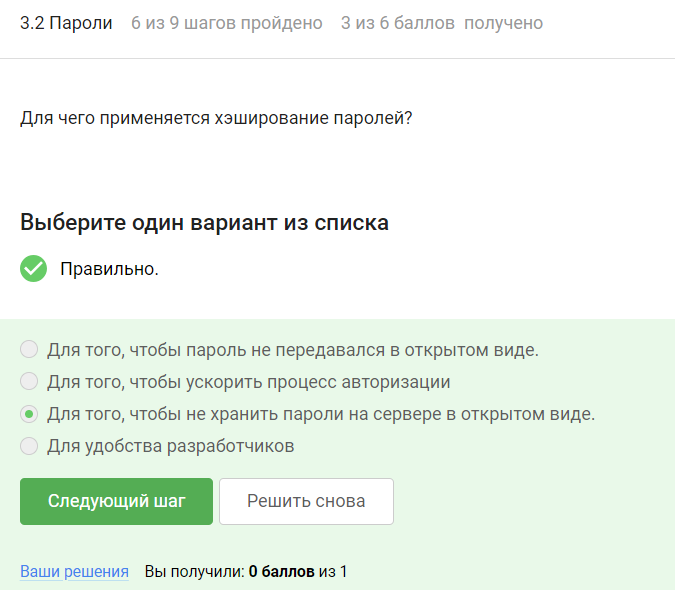 3.2 Пароли 6 из 9 шагов пройдено 3 из 6 баллов получено
Для чего применяется хэширование паролей?
Выберите один вариант из списка
Правильно.
Для того, чтобы пароль не передавался в открытом виде.
Для того, чтобы ускорить процесс авторизации
Для того, чтобы не хранить пароли на сервере в открытом виде.
Для удобства разработчиков
Следующий шаг Решить снова
Ваши решения Вы получили: 0 баллов из 1